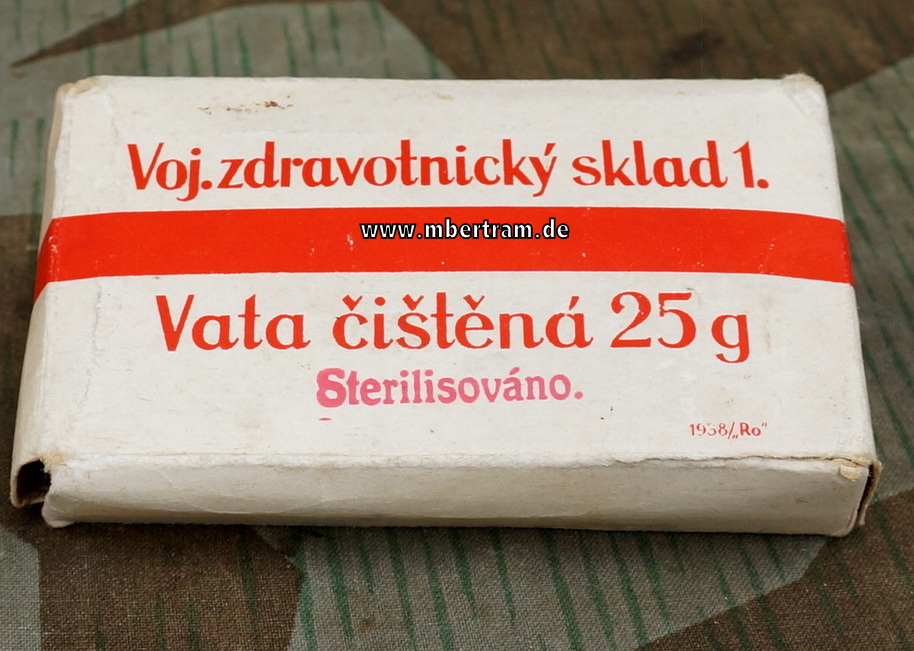 Voj. zdravotnický sklad 1.
www.mbertram.de
Vata čištěná 25 g
Sterilisováno.
1938/„Ro"